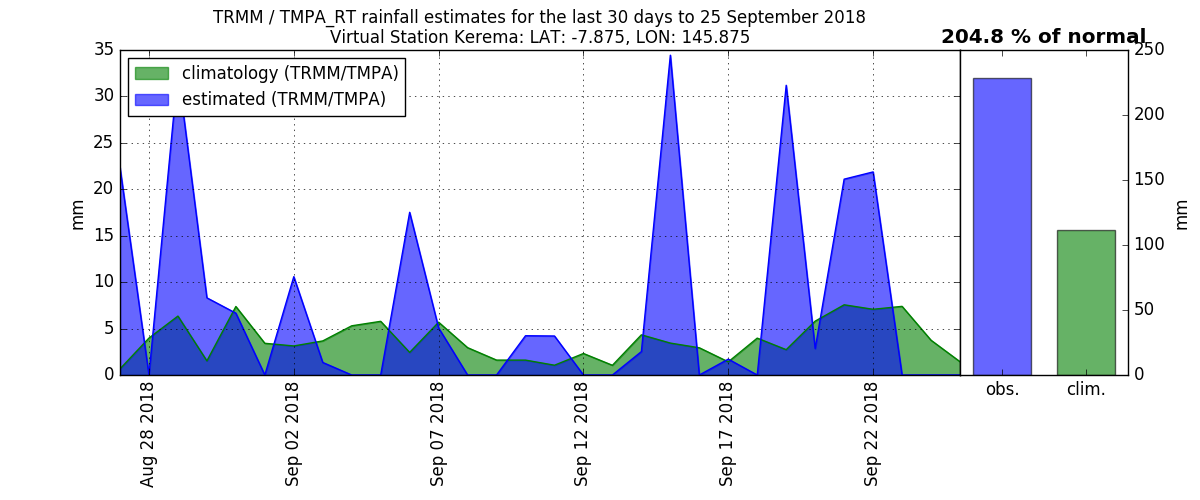 TRMM / TMPA_RT rainfall estimates for the last 30 days to 25 September 2018
Virtual Station Kerema: LAT: -7.875, LON: 145.875
204.8 % of normal
climatology (TRMM/TMPA)
estimated (TRMM/TMPA)
35
30
25
20
15
10
5
0
mm
Aug 28 2018
Sep 02 2018
Sep 07 2018
Sep 12 2018
Sep 17 2018
Sep 22 2018
250
200
150
100
50
0
mm
obs.
clim.